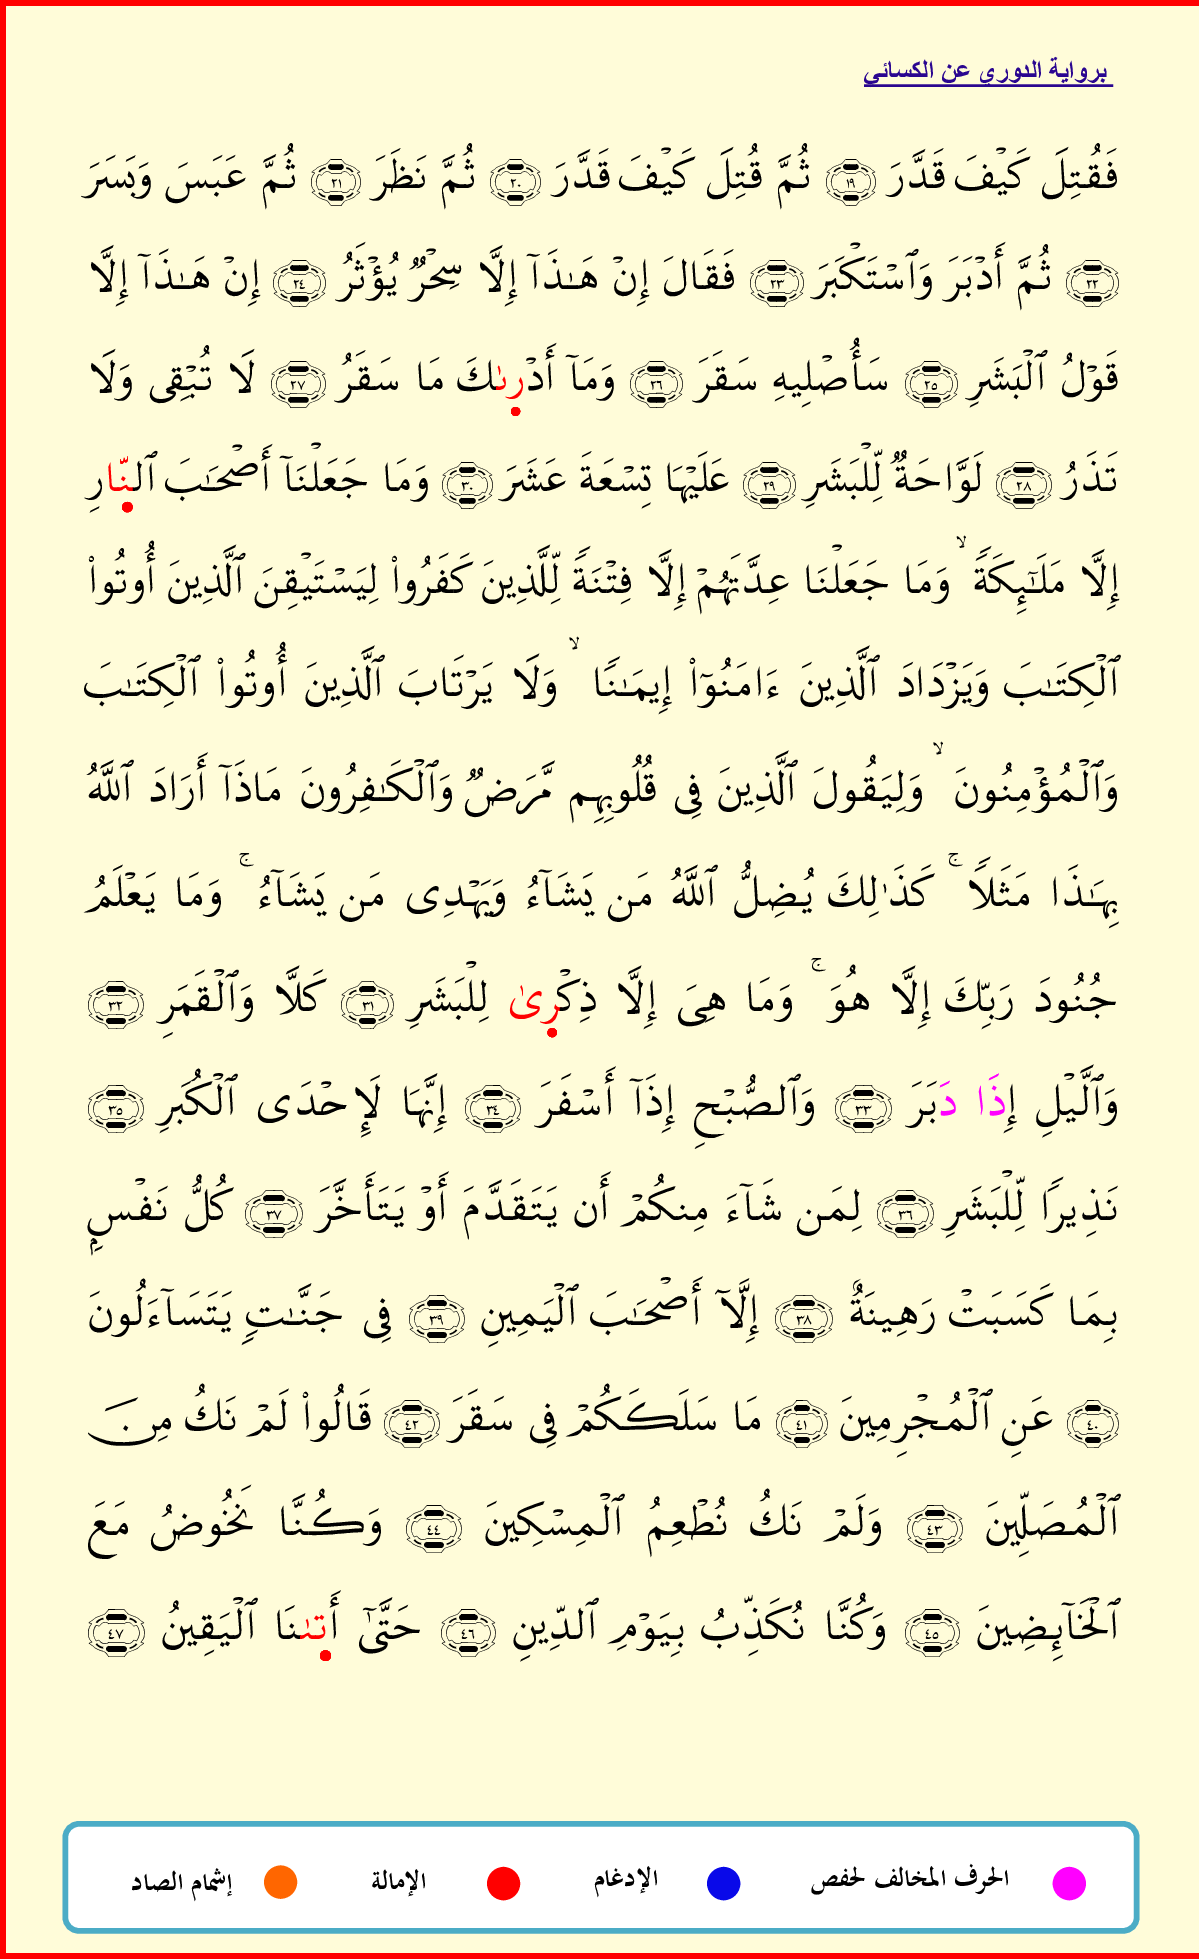 برواية الدوري عن الكسائي
فَقُتِلَ كَيۡفَ قَدَّرَ ١٩ ثُمَّ قُتِلَ كَيۡفَ قَدَّرَ ٢٠ ثُمَّ نَظَرَ ٢١ ثُمَّ عَبَسَ وَبَسَرَ
٢٢ ثُمَّ أَدۡبَرَ وَٱسۡتَكۡبَرَ ٢٣ فَقَالَ إِنۡ هَٰذَآ إِلَّا سِحۡرٞ يُؤۡثَرُ ٢٤ إِنۡ هَٰذَآ إِلَّا
قَوۡلُ ٱلۡبَشَرِ ٢٥ سَأُصۡلِيهِ سَقَرَ ٢٦ وَمَآ أَدۡرىٰكَ مَا سَقَرُ ٢٧ لَا تُبۡقِي وَلَا
تَذَرُ ٢٨ لَوَّاحَةٞ لِّلۡبَشَرِ ٢٩ عَلَيۡهَا تِسۡعَةَ عَشَرَ ٣٠ وَمَا جَعَلۡنَآ أَصۡحَٰبَ ٱلنّارِ
إِلَّا مَلَٰٓئِكَةٗۙ وَمَا جَعَلۡنَا عِدَّتَهُمۡ إِلَّا فِتۡنَةٗ لِّلَّذِينَ كَفَرُواْ لِيَسۡتَيۡقِنَ ٱلَّذِينَ أُوتُواْ
ٱلۡكِتَٰبَ وَيَزۡدَادَ ٱلَّذِينَ ءَامَنُوٓاْ إِيمَٰنٗاۙ وَلَا يَرۡتَابَ ٱلَّذِينَ أُوتُواْ ٱلۡكِتَٰبَ
وَٱلۡمُؤۡمِنُونَۙ وَلِيَقُولَ ٱلَّذِينَ فِي قُلُوبِهِم مَّرَضٞ وَٱلۡكَٰفِرُونَ مَاذَآ أَرَادَ ٱللَّهُ
بِهَٰذَا مَثَلٗاۚ كَذَٰلِكَ يُضِلُّ ٱللَّهُ مَن يَشَآءُ وَيَهۡدِي مَن يَشَآءُۚ وَمَا يَعۡلَمُ
جُنُودَ رَبِّكَ إِلَّا هُوَۚ وَمَا هِيَ إِلَّا ذِكۡرِىٰ لِلۡبَشَرِ ٣١ كَلَّا وَٱلۡقَمَرِ ٣٢
وَٱلَّيۡلِ إِذَا دَبَرَ ٣٣ وَٱلصُّبۡحِ إِذَآ أَسۡفَرَ ٣٤ إِنَّهَا لَإِحۡدَى ٱلۡكُبَرِ ٣٥
نَذِيرٗا لِّلۡبَشَرِ ٣٦ لِمَن شَآءَ مِنكُمۡ أَن يَتَقَدَّمَ أَوۡ يَتَأَخَّرَ ٣٧ كُلُّ نَفۡسِۭ
بِمَا كَسَبَتۡ رَهِينَةٌ ٣٨ إِلَّآ أَصۡحَٰبَ ٱلۡيَمِينِ ٣٩ فِي جَنَّٰتٖ يَتَسَآءَلُونَ
٤٠ عَنِ ٱلۡمُجۡرِمِينَ ٤١ مَا سَلَكَكُمۡ فِي سَقَرَ ٤٢ قَالُواْ لَمۡ نَكُ مِنَ
ٱلۡمُصَلِّينَ ٤٣ وَلَمۡ نَكُ نُطۡعِمُ ٱلۡمِسۡكِينَ ٤٤ وَكُنَّا نَخُوضُ مَعَ
ٱلۡخَآئِضِينَ ٤٥ وَكُنَّا نُكَذِّبُ بِيَوۡمِ ٱلدِّينِ ٤٦ حَتَّىٰٓ أَتىٰنَا ٱلۡيَقِينُ ٤٧
الحرف المخالف لحفص الإدغام الإمالة إشمام الصاد